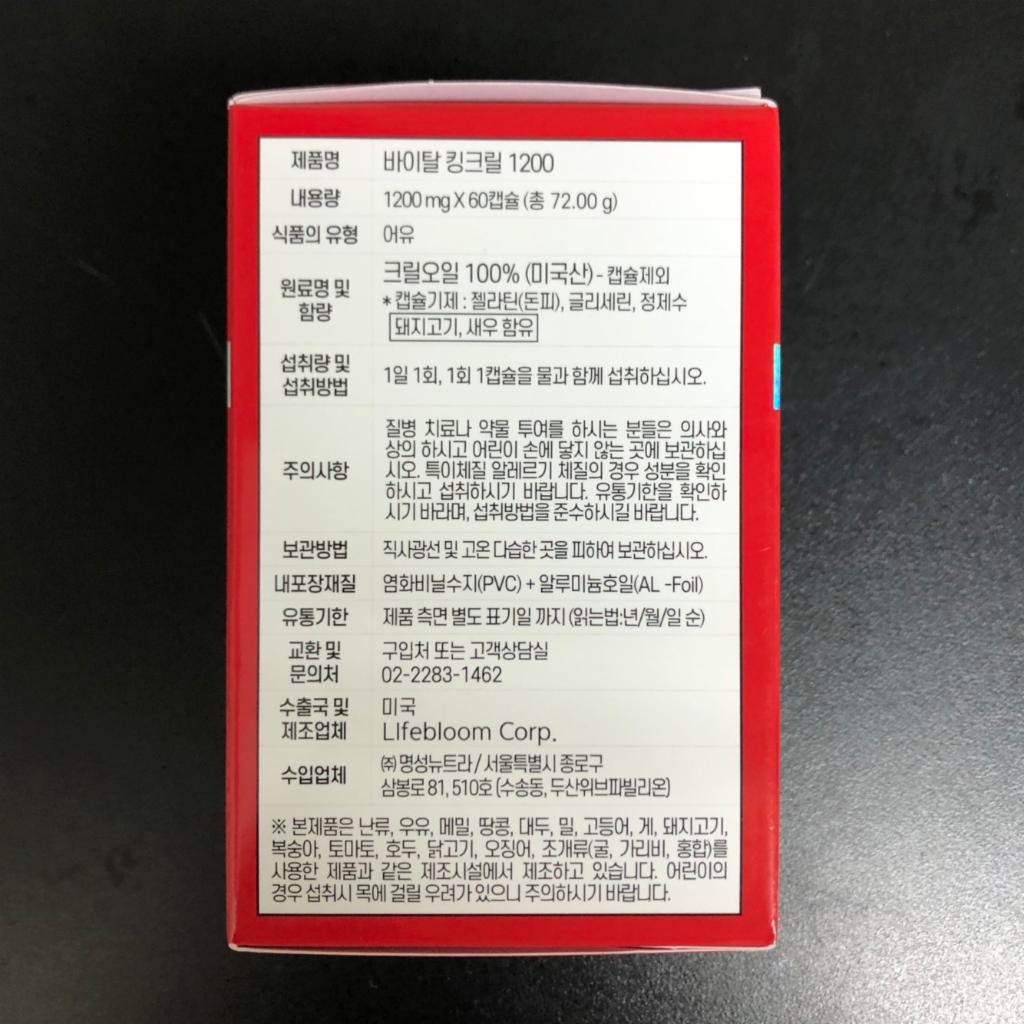 제품명 바이탈 킹크릴 1200
내용량 1200 mg X 60캡슐 (총 72.00 g)
식품의 유형 어유
원료명 및 함량
크릴오일 100% (미국산) - 캡슐제외
* 캡슐기제 : 젤라틴(돈피), 글리세린, 정제수
돼지고기, 새우 함유
섭취량 및 섭취방법
1일 1회, 1회 1캡슐을 물과 함께 섭취하십시오.
주의사항
질병 치료나 약물 투여를 하시는 분들은 의사와
상의 하시고 어린이 손에 닿지 않는 곳에 보관하십
시오. 특이체질 알레르기 체질의 경우 성분을 확인
하시고 섭취하시기 바랍니다. 유통기한을 확인하
시기 바라며, 섭취방법을 준수하시길 바랍니다.
보관방법 직사광선 및 고온 다습한 곳을 피하여 보관하십시오.
내포장재질 염화비닐수지(PVC) + 알루미늄호일(AL -Foil)
유통기한 제품 측면 별도 표기일 까지 (읽는법:년/월/일 순)
교환 및 문의처
구입처 또는 고객상담실
02-2283-1462
수출국 및 제조업체
미국
LIfebloom Corp.
수입업체
㈜명성뉴트라 / 서울특별시 종로구
삼봉로 81, 510호 (수송동, 두산위브파빌리온)
※ 본제품은 난류, 우유, 메밀, 땅콩, 대두, 밀, 고등어, 게, 돼지고기,
복숭아, 토마토, 호두, 닭고기, 오징어, 조개류(굴, 가리비, 홍합)를
사용한 제품과 같은 제조시설에서 제조하고 있습니다. 어린이의
경우 섭취시 목에 걸릴 우려가 있으니 주의하시기 바랍니다.